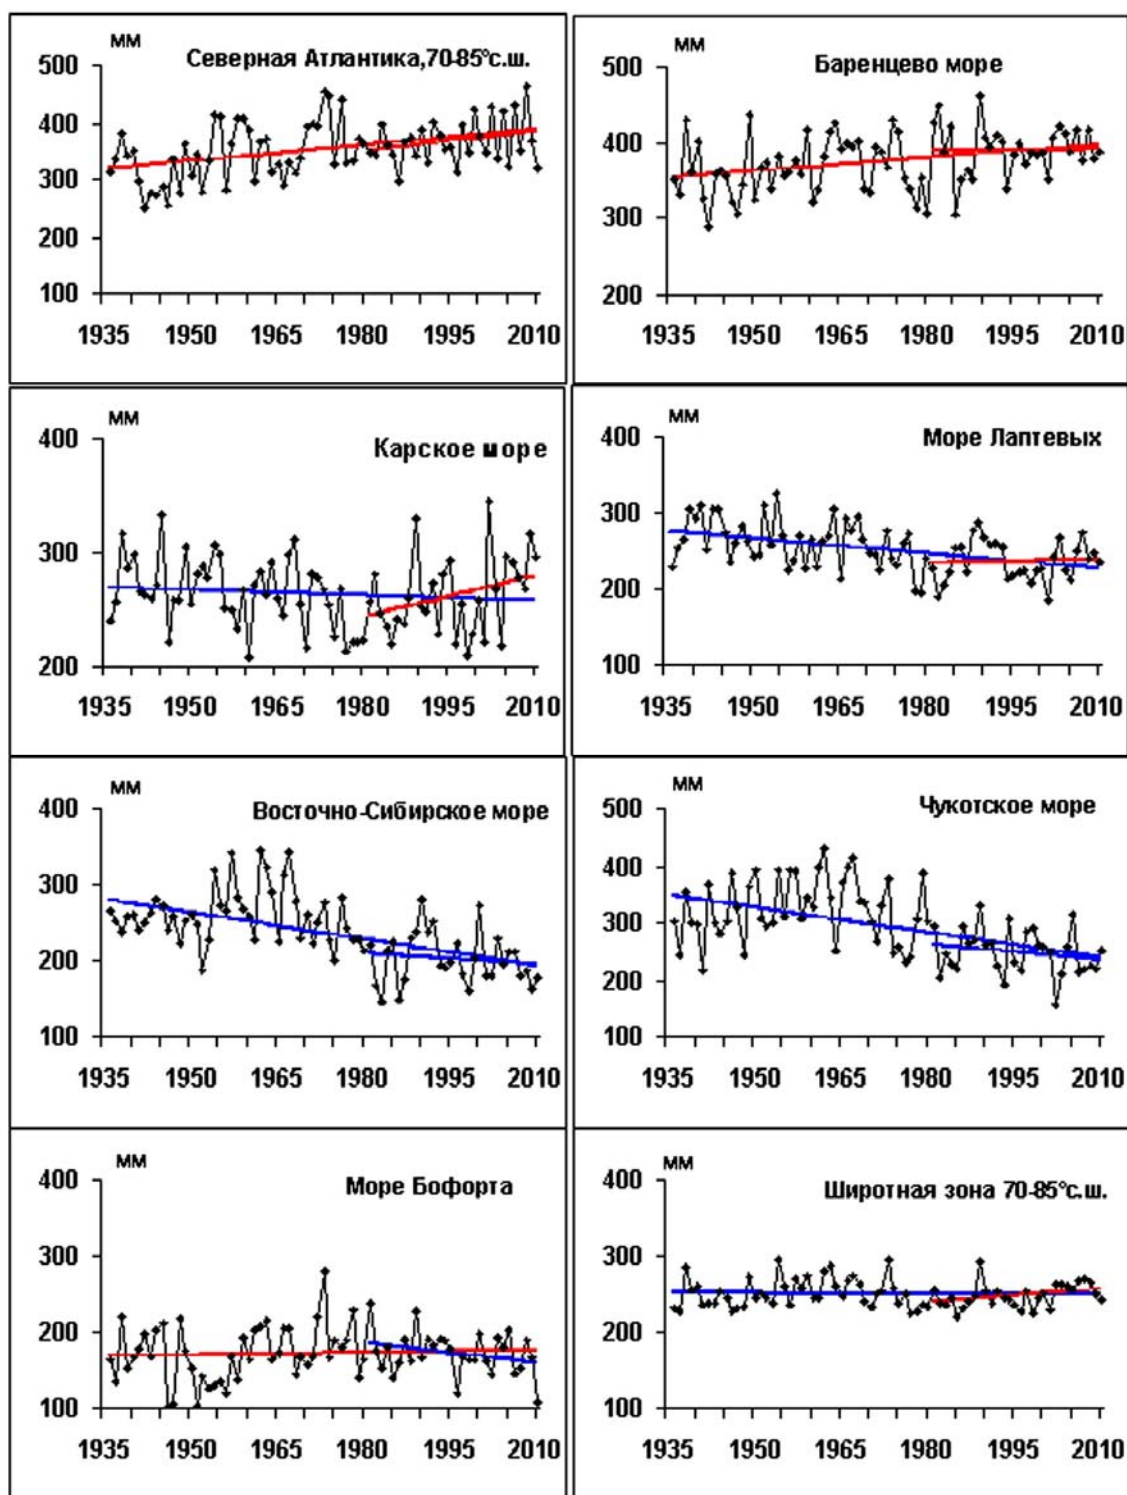 мм
Северная Атлантика,70-85°с.ш.
500
400
300
200
100
1935 1950 1965 1980 1995 2010
мм
Баренцево море
500
400
300
200
1935 1950 1965 1980 1995 2010
мм
Карское море
400
300
200
1935 1950 1965 1980 1995 2010
мм
Море Лаптевых
400
300
200
100
1935 1950 1965 1980 1995 2010
мм
Восточно-Сибирское море
400
300
200
100
1935 1950 1965 1980 1995 2010
мм
Чукотское море
500
400
300
200
100
1935 1950 1965 1980 1995 2010
мм
Море Бофорта
400
300
200
100
1935 1950 1965 1980 1995 2010
мм
Широтная зона 70-85°с.ш.
400
300
200
100
1935 1950 1965 1980 1995 2010